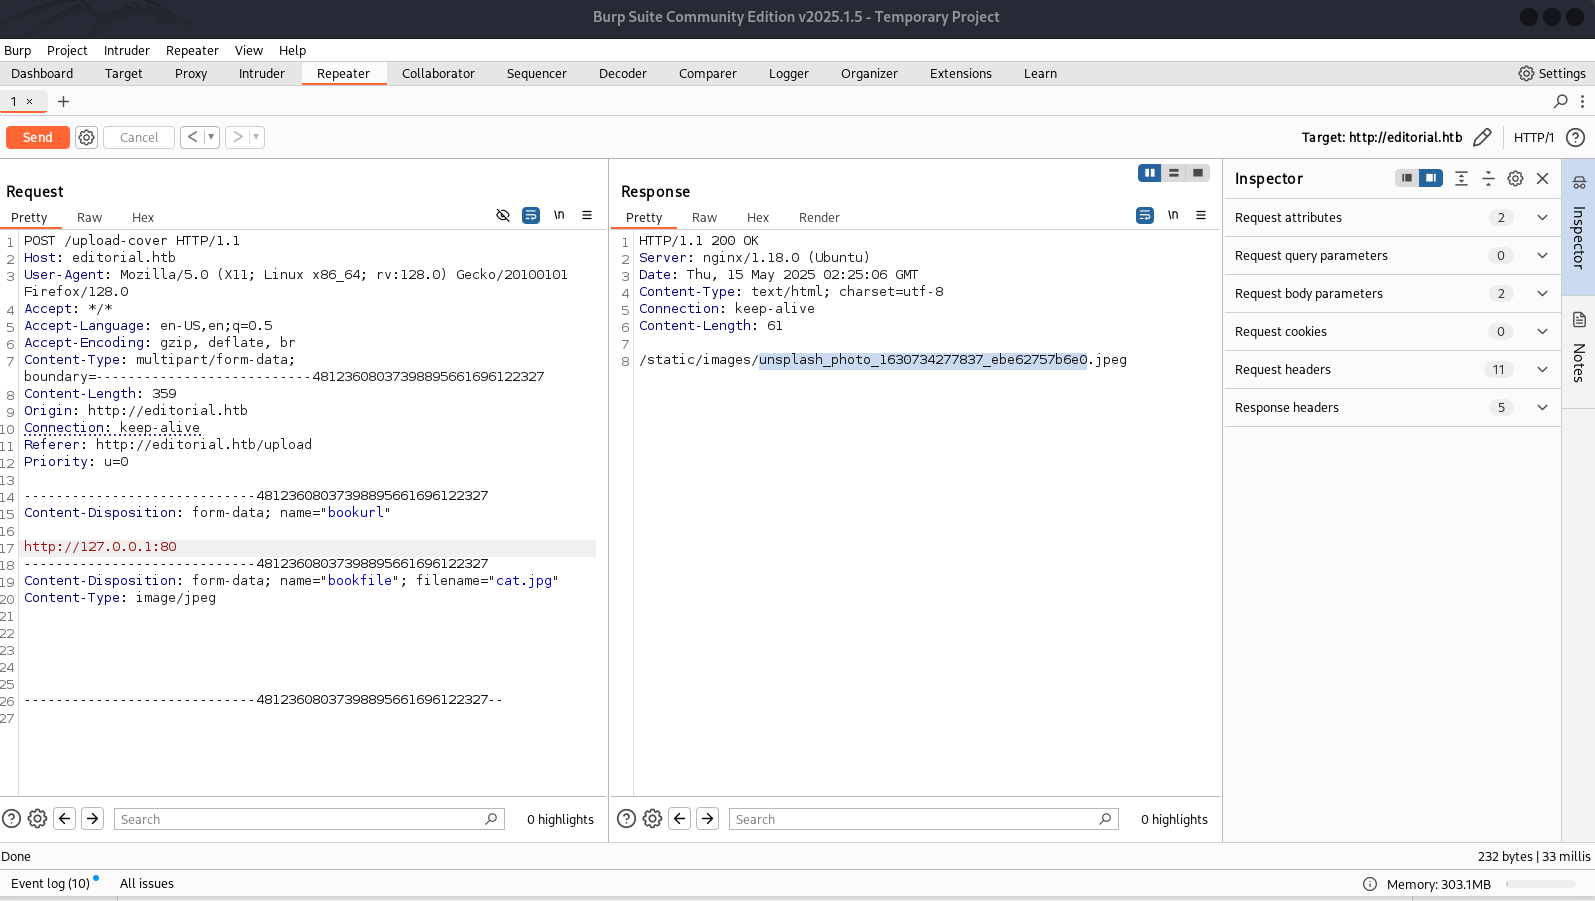 Burp Suite Community Edition v2025.1.5 - Temporary Project
Burp Project Intruder Repeater View Help
Dashboard Target Proxy Intruder Repeater Collaborator Sequencer Decoder Comparer Logger Organizer Extensions Learn Settings
1 × +
Send Cancel < > Target: http://editorial.htb HTTP/1
Request
Pretty Raw Hex \n
1 POST /upload-cover HTTP/1.1
2 Host: editorial.htb
3 User-Agent: Mozilla/5.0 (X11; Linux x86_64; rv:128.0) Gecko/20100101
Firefox/128.0
4 Accept: */*
5 Accept-Language: en-US,en;q=0.5
6 Accept-Encoding: gzip, deflate, br
7 Content-Type: multipart/form-data;
boundary=---------------------------481236080373988956616961​22327
8 Content-Length: 359
9 Origin: http://editorial.htb
10 Connection: keep-alive
11 Referer: http://editorial.htb/upload
12 Priority: u=0
13
14 -----------------------------48123608037398895661696122327
15 Content-Disposition: form-data; name="bookurl"
16
17 http://127.0.0.1:80
18 -----------------------------48123608037398895661696122327
19 Content-Disposition: form-data; name="bookfile"; filename="cat.jpg"
20 Content-Type: image/jpeg
21
22
23
24
25
26 -----------------------------48123608037398895661696122327--
27
Search 0 highlights
Response
Pretty Raw Hex Render \n
1 HTTP/1.1 200 OK
2 Server: nginx/1.18.0 (Ubuntu)
3 Date: Thu, 15 May 2025 02:25:06 GMT
4 Content-Type: text/html; charset=utf-8
5 Connection: keep-alive
6 Content-Length: 61
7
8 /static/images/unsplash_photo_1630734277837_ebe62757b6e0.jpeg
Search 0 highlights
Inspector
Request attributes 2
Request query parameters 0
Request body parameters 2
Request cookies 0
Request headers 11
Response headers 5
Inspector
Notes
Done 232 bytes | 33 millis
Event log (10) All issues Memory: 303.1MB